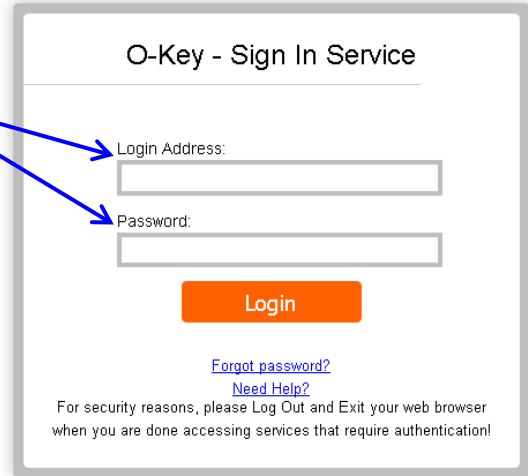 O-Key - Sign In Service
Login Address:
Password:
Login
Forgot password?
Need Help?
For security reasons, please Log Out and Exit your web browser
when you are done accessing services that require authentication!